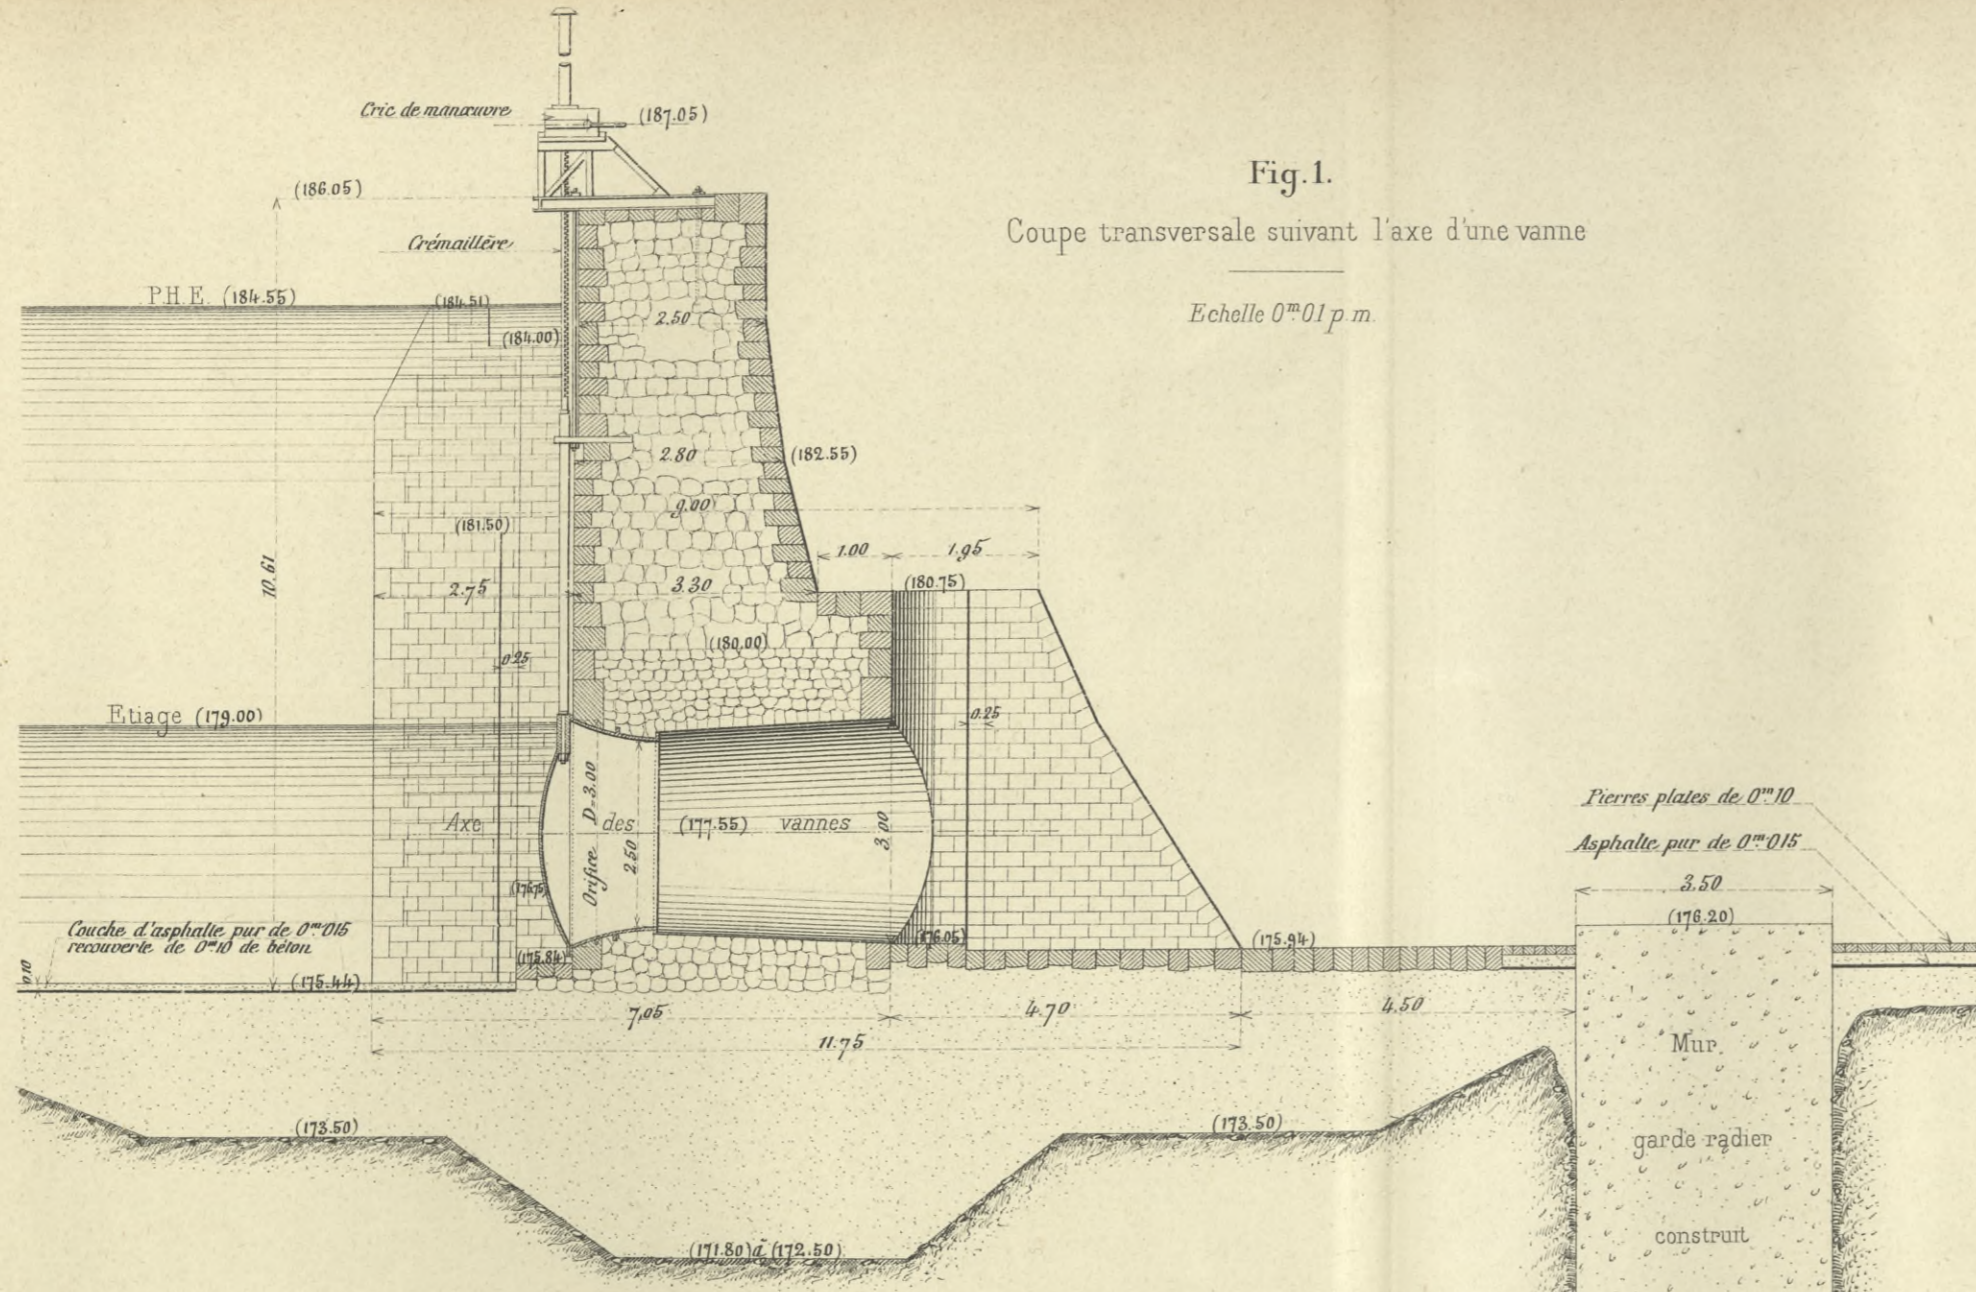 Cric de manœuvre
(187.05)
Fig. 1.
(186.05)
Coupe transversale suivant l'axe d'une vanne
Crémaillère
P.H.E. (184.55)
(184.51)
Echelle 0ᵐ.01 p. m.
2.50
(184.00)
2.80
(182.55)
9.00
(181.50)
1.00
1.95
10.61
2.75
3.30
(180.75)
(180.00)
0.25
Etiage (179.00)
0.25
Pierres plates de 0ᵐ.10
Axe des (177.55) vannes
Orifice D=3.00
2.50
3.00
Asphalte pur de 0ᵐ.015
3.50
(176.75)
(176.20)
Couche d'asphalte pur de 0ᵐ.015
recouverte de 0ᵐ.10 de béton
(176.05)
(175.94)
(175.84)
0.10
(175.44)
7.05
4.70
4.50
11.75
Mur
garde radier
construit
(173.50)
(173.50)
(171.80) à (172.50)